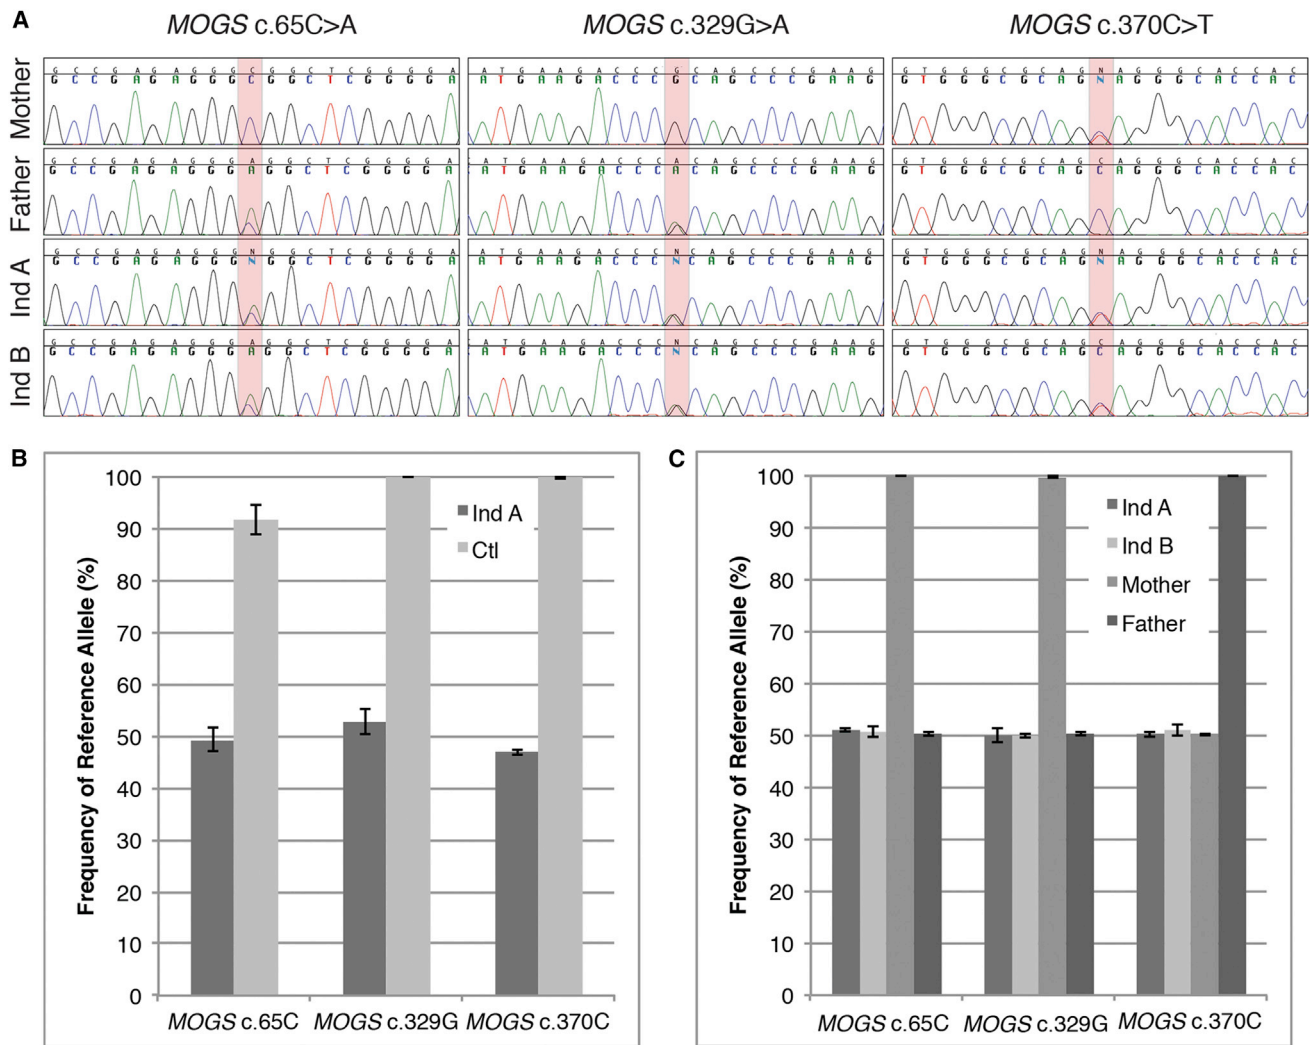 A
MOGS c.65C>A
MOGS c.329G>A
MOGS c.370C>T
Mother
G C C G A G A G G G C G G C T C G G G G A
G C C G A G A G G G C G G C T C G G G G A
A T G A A G A C C C G C A G C C C G A A G
A T G A A G A C C C G C A G C C C G A A G
G T G G G C G C A G N A G G G C A C C A C
G T G G G C G C A G N A G G G C A C C A C
Father
G C C G A G A G G G A G G C T C G G G G A
G C C G A G A G G G A G G C T C G G G G A
A T G A A G A C C C A C A G C C C G A A G
A T G A A G A C C C A C A G C C C G A A G
G T G G G C G C A G C A G G G C A C C A C
G T G G G C G C A G C A G G G C A C C A C
Ind A
G C C G A G A G G G N G G C T C G G G G A
G C C G A G A G G G N G G C T C G G G G A
A T G A A G A C C C N C A G C C C G A A G
A T G A A G A C C C N C A G C C C G A A G
G T G G G C G C A G N A G G G C A C C A C
G T G G G C G C A G N A G G G C A C C A C
Ind B
G C C G A G A G G G A G G C T C G G G G A
G C C G A G A G G G A G G C T C G G G G A
A T G A A G A C C C N C A G C C C G A A G
A T G A A G A C C C N C A G C C C G A A G
G T G G G C G C A G C A G G G C A C C A C
G T G G G C G C A G C A G G G C A C C A C
B
Frequency of Reference Allele (%)
100
90
80
70
60
50
40
30
20
10
0
Ind A
Ctl
MOGS c.65C
MOGS c.329G
MOGS c.370C
C
Frequency of Reference Allele (%)
100
90
80
70
60
50
40
30
20
10
0
Ind A
Ind B
Mother
Father
MOGS c.65C
MOGS c.329G
MOGS c.370C